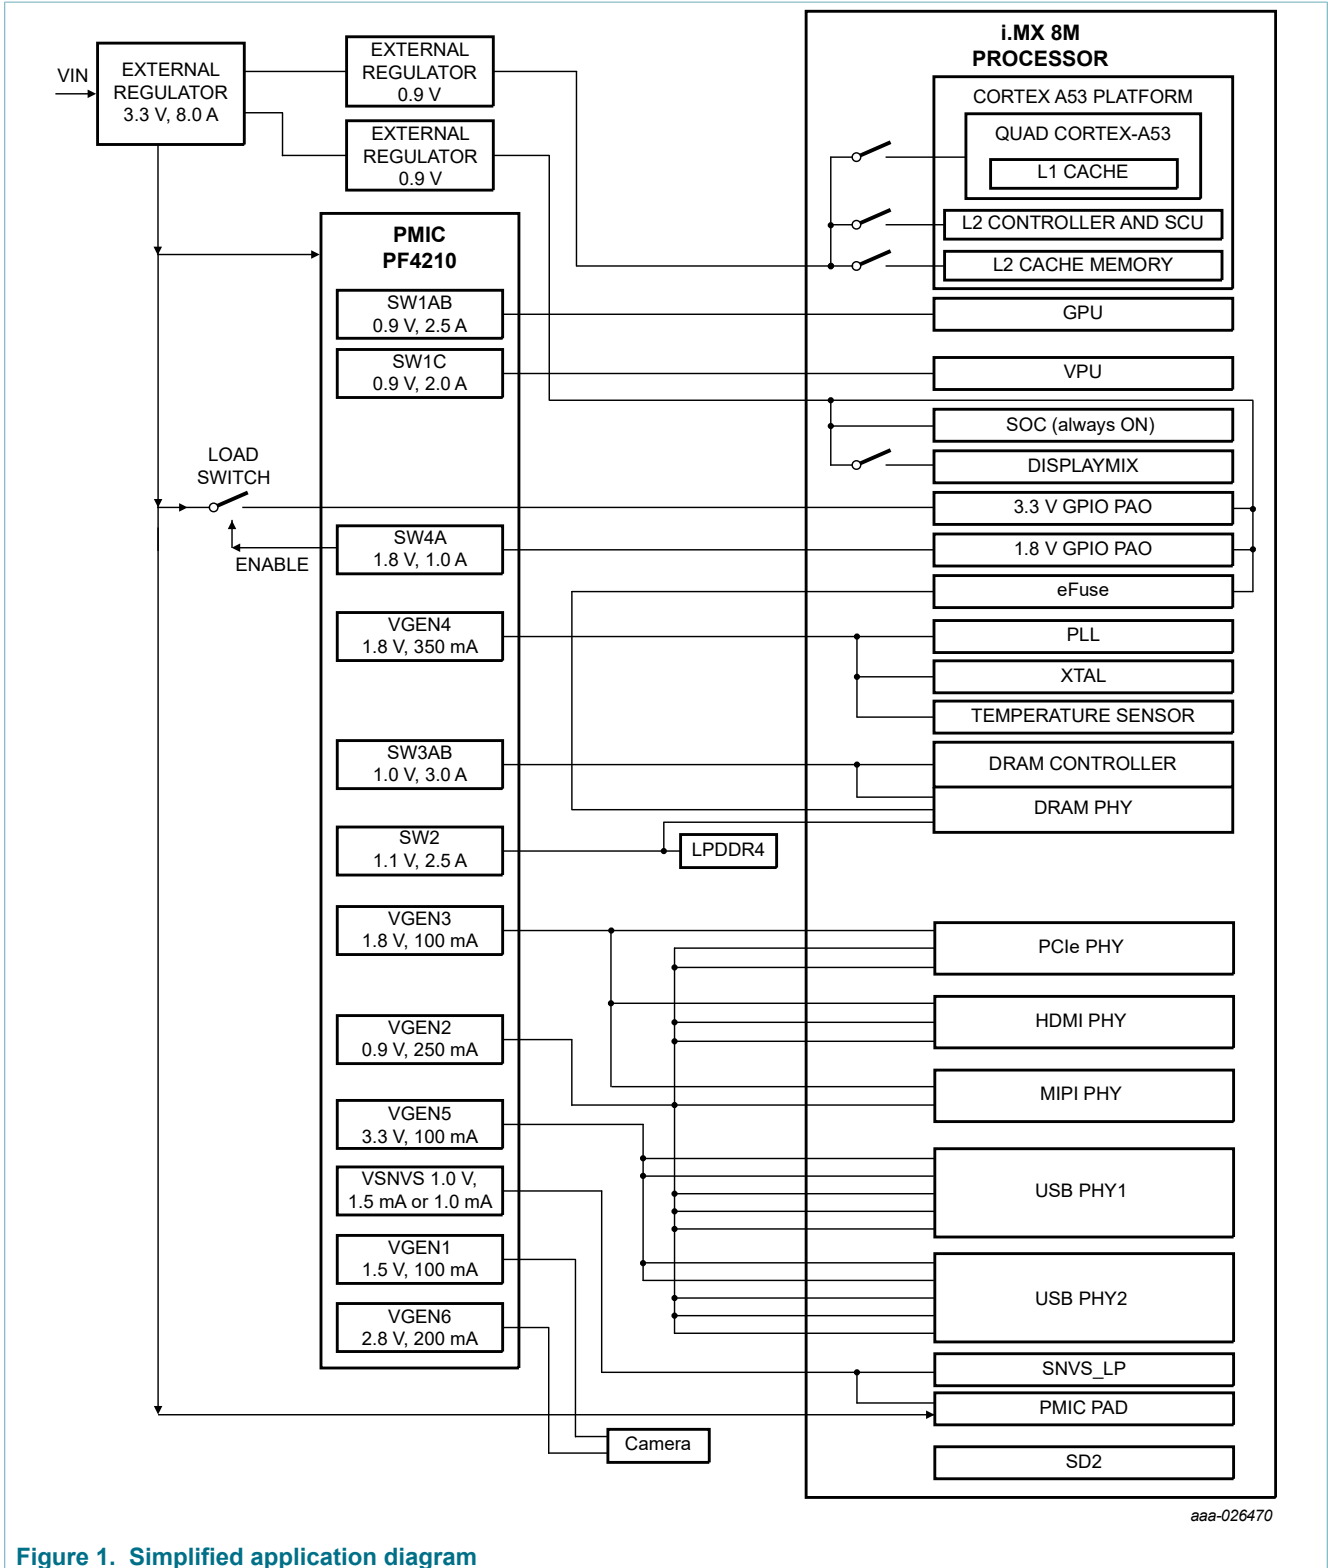 i.MX 8M
PROCESSOR
VIN
EXTERNAL
REGULATOR
3.3 V, 8.0 A
EXTERNAL
REGULATOR
0.9 V
EXTERNAL
REGULATOR
0.9 V
CORTEX A53 PLATFORM
QUAD CORTEX-A53
L1 CACHE
L2 CONTROLLER AND SCU
L2 CACHE MEMORY
PMIC
PF4210
SW1AB
0.9 V, 2.5 A
GPU
SW1C
0.9 V, 2.0 A
VPU
SOC (always ON)
DISPLAYMIX
LOAD
SWITCH
3.3 V GPIO PAO
ENABLE
SW4A
1.8 V, 1.0 A
1.8 V GPIO PAO
eFuse
VGEN4
1.8 V, 350 mA
PLL
XTAL
TEMPERATURE SENSOR
SW3AB
1.0 V, 3.0 A
DRAM CONTROLLER
DRAM PHY
SW2
1.1 V, 2.5 A
LPDDR4
VGEN3
1.8 V, 100 mA
PCIe PHY
HDMI PHY
VGEN2
0.9 V, 250 mA
MIPI PHY
VGEN5
3.3 V, 100 mA
VSNVS 1.0 V,
1.5 mA or 1.0 mA
USB PHY1
VGEN1
1.5 V, 100 mA
USB PHY2
VGEN6
2.8 V, 200 mA
SNVS_LP
PMIC PAD
Camera
SD2
aaa-026470
Figure 1. Simplified application diagram